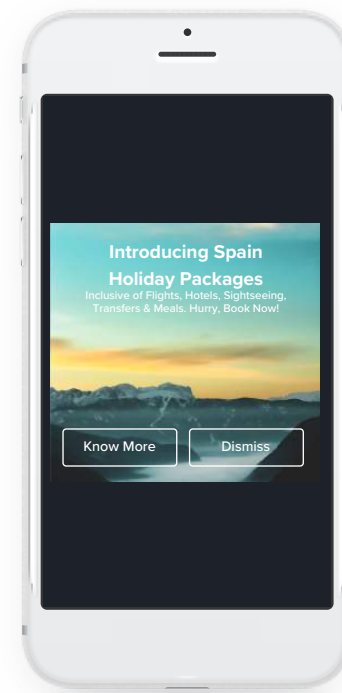 Introducing Spain
Holiday Packages
Inclusive of Flights, Hotels, Sightseeing,
Transfers & Meals. Hurry, Book Now!
Know More
Dismiss